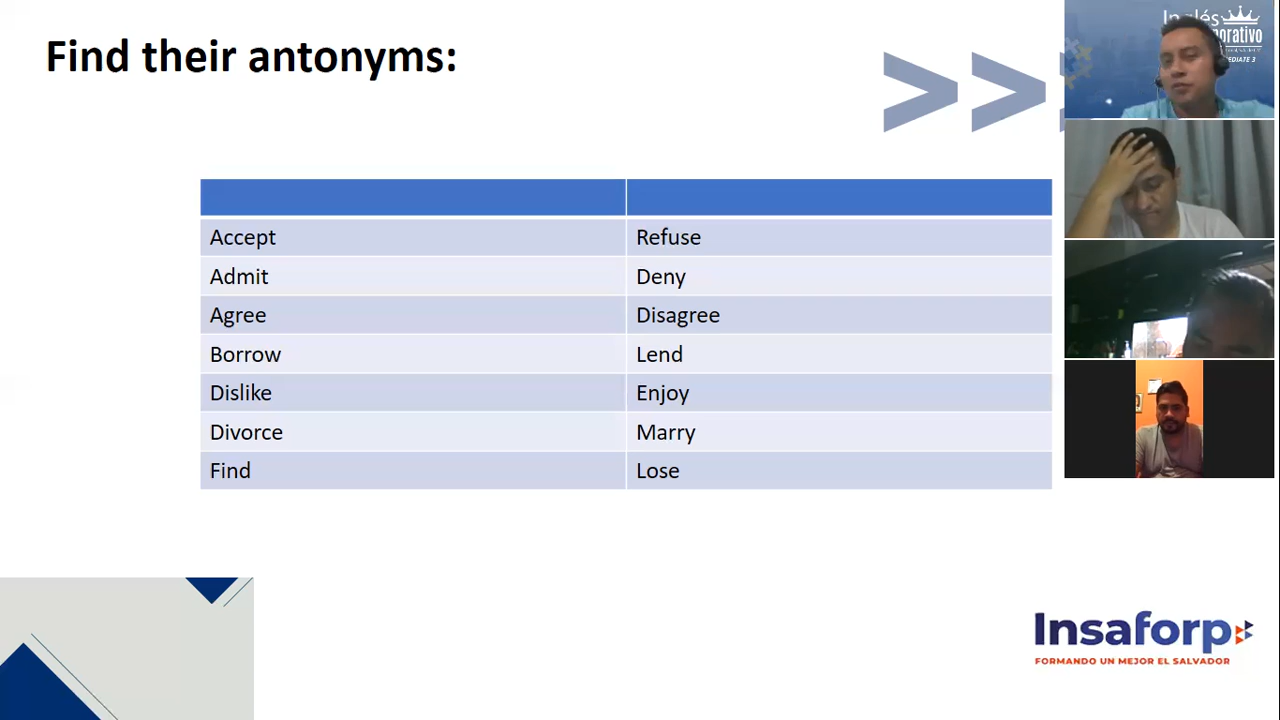 Find their antonyms:
>>
Accept Refuse
Admit Deny
Agree Disagree
Borrow Lend
Dislike Enjoy
Divorce Marry
Find Lose
Inglés
Insaforp
FORMANDO UN MEJOR EL SALVADOR